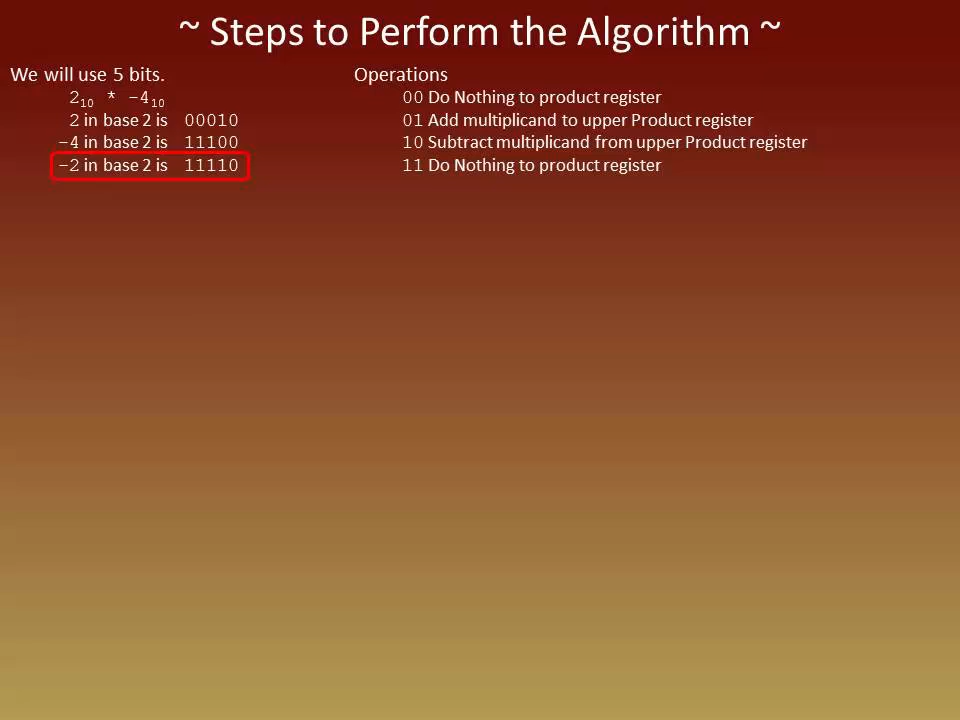 ~ Steps to Perform the Algorithm ~
We will use 5 bits.
2₁₀ * -4₁₀
2 in base 2 is 00010
-4 in base 2 is 11100
-2 in base 2 is 11110
Operations
00 Do Nothing to product register
01 Add multiplicand to upper Product register
10 Subtract multiplicand from upper Product register
11 Do Nothing to product register